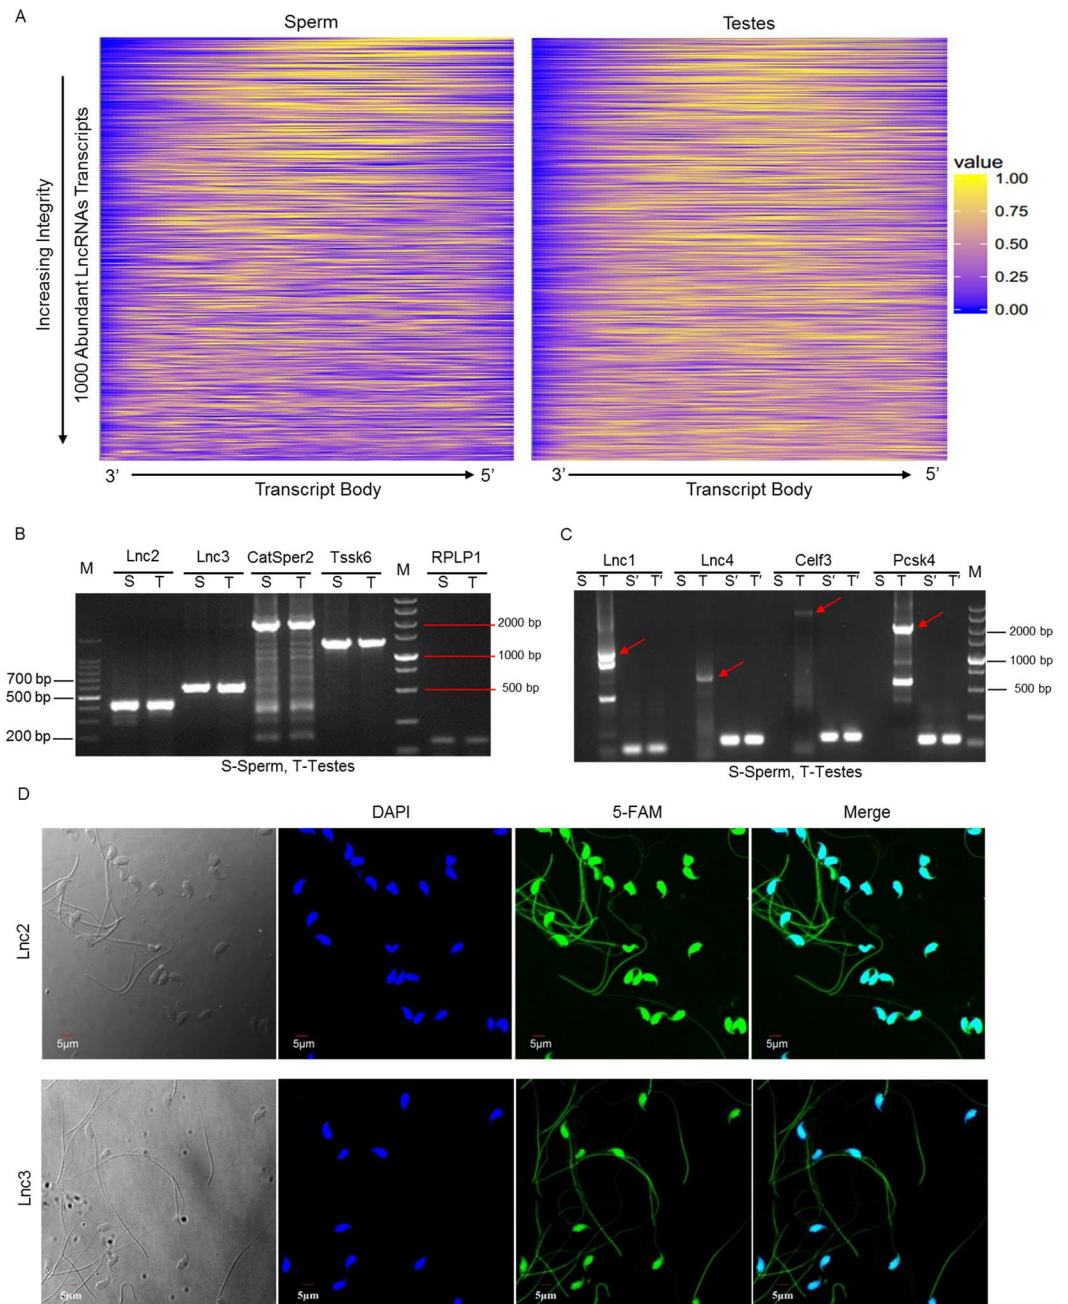 A
Sperm
Testes
Increasing Integrity
1000 Abundant LncRNAs Transcripts
value
1.00
0.75
0.50
0.25
0.00
3’
5’
Transcript Body
3’
5’
Transcript Body
B
M
Lnc2
Lnc3
CatSper2
Tssk6
M
RPLP1
S T S T S T S T S T
700 bp
500 bp
200 bp
2000 bp
1000 bp
500 bp
S-Sperm, T-Testes
C
Lnc1
Lnc4
Celf3
Pcsk4
S T S’ T’ S T S’ T’ S T S’ T’ S T S’ T’ M
2000 bp
1000 bp
500 bp
S-Sperm, T-Testes
D
DAPI
5-FAM
Merge
Lnc2
5μm
5μm
5μm
5μm
Lnc3
5μm
5μm
5μm
5μm